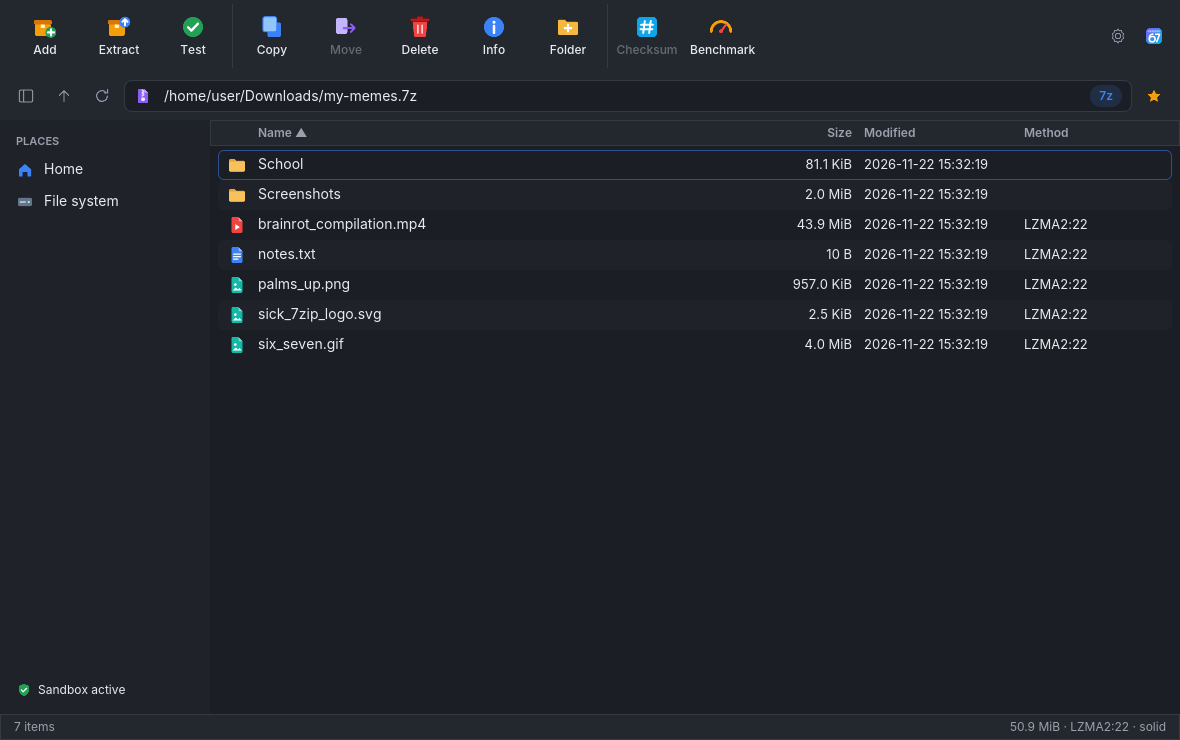 Add Extract Test Copy Move Delete Info Folder Checksum Benchmark 67
/home/user/Downloads/my-memes.7z 7z
PLACES
Home
File system
Name ▲ Size Modified Method
School 81.1 KiB 2026-11-22 15:32:19
Screenshots 2.0 MiB 2026-11-22 15:32:19
brainrot_compilation.mp4 43.9 MiB 2026-11-22 15:32:19 LZMA2:22
notes.txt 10 B 2026-11-22 15:32:19 LZMA2:22
palms_up.png 957.0 KiB 2026-11-22 15:32:19 LZMA2:22
sick_7zip_logo.svg 2.5 KiB 2026-11-22 15:32:19 LZMA2:22
six_seven.gif 4.0 MiB 2026-11-22 15:32:19 LZMA2:22
Sandbox active
7 items 50.9 MiB · LZMA2:22 · solid